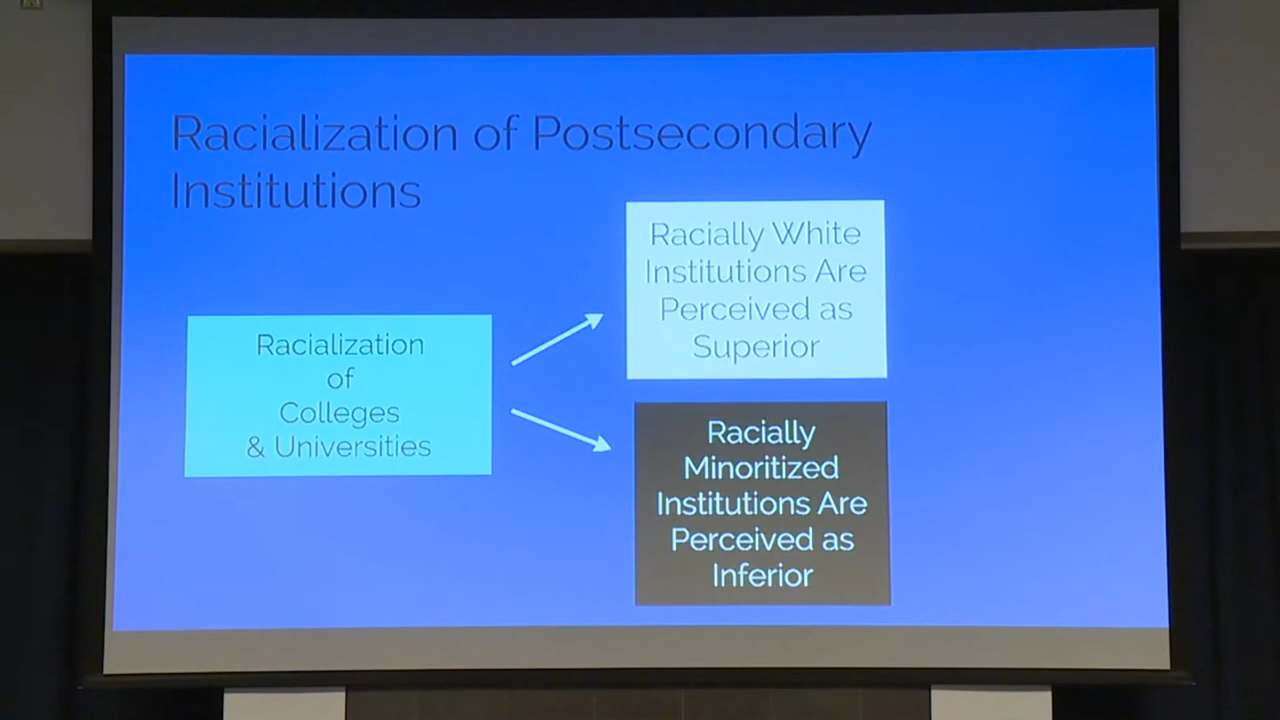 Racialization of Postsecondary
Institutions
Racialization
of
Colleges
& Universities
Racially White
Institutions Are
Perceived as
Superior
Racially
Minoritized
Institutions Are
Perceived as
Inferior